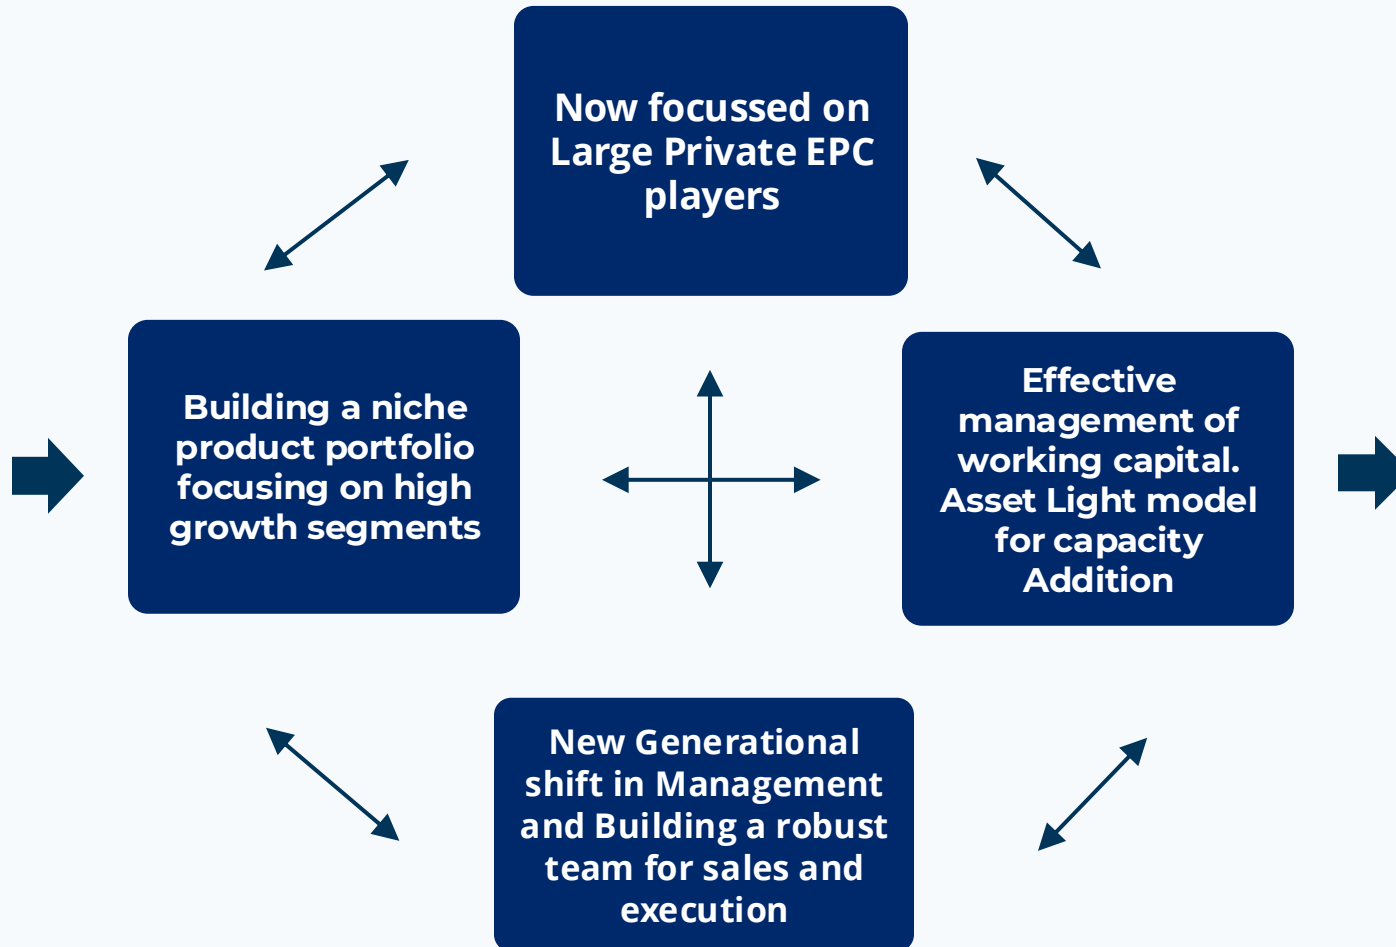 Now focussed on
Large Private EPC
players
Building a niche
product portfolio
focusing on high
growth segments
Effective
management of
working capital.
Asset Light model
for capacity
Addition
New Generational
shift in Management
and Building a robust
team for sales and
execution